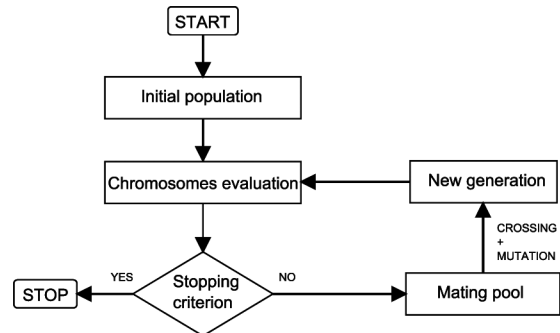 START
Initial population
Chromosomes evaluation
New generation
CROSSING
+
MUTATION
YES
Stopping
criterion
NO
STOP
Mating pool